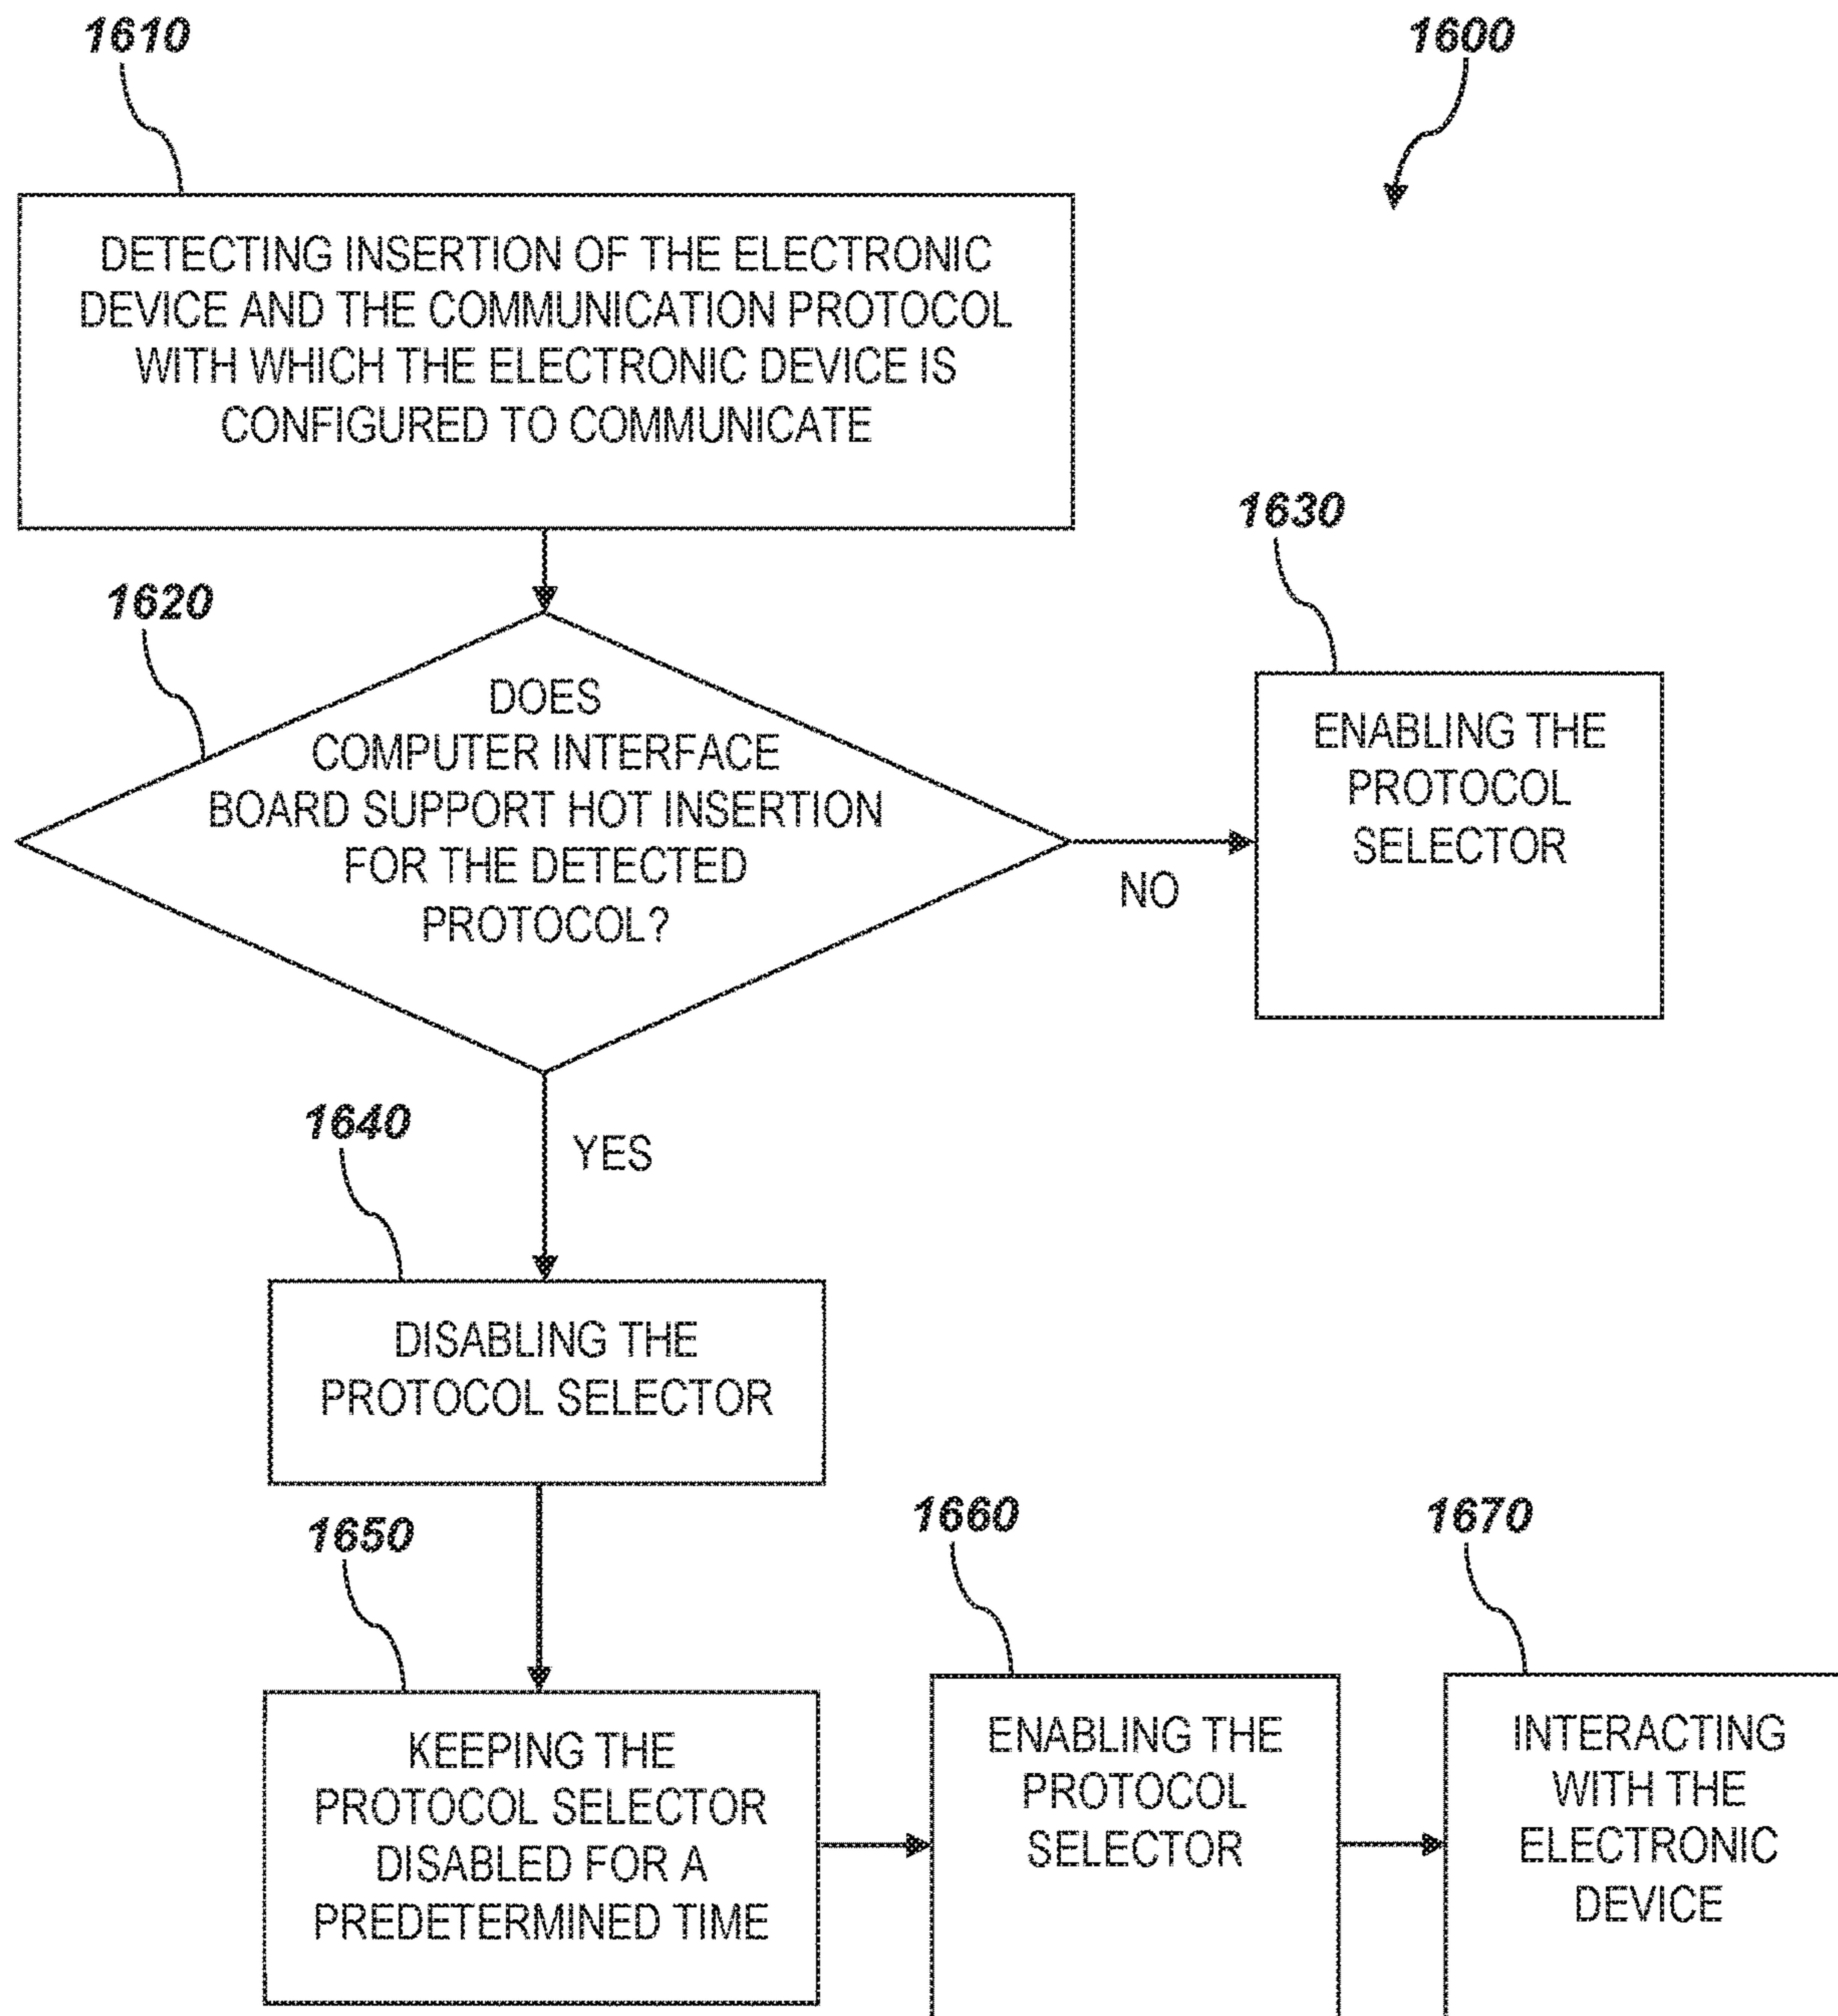 1610
1600
DETECTING INSERTION OF THE ELECTRONIC
DEVICE AND THE COMMUNICATION PROTOCOL
WITH WHICH THE ELECTRONIC DEVICE IS
CONFIGURED TO COMMUNICATE
1630
1620
DOES
COMPUTER INTERFACE
BOARD SUPPORT HOT INSERTION
FOR THE DETECTED
PROTOCOL?
NO
ENABLING THE
PROTOCOL
SELECTOR
1640
YES
DISABLING THE
PROTOCOL SELECTOR
1650
1660
1670
KEEPING THE
PROTOCOL SELECTOR
DISABLED FOR A
PREDETERMINED TIME
ENABLING THE
PROTOCOL
SELECTOR
INTERACTING
WITH THE
ELECTRONIC
DEVICE